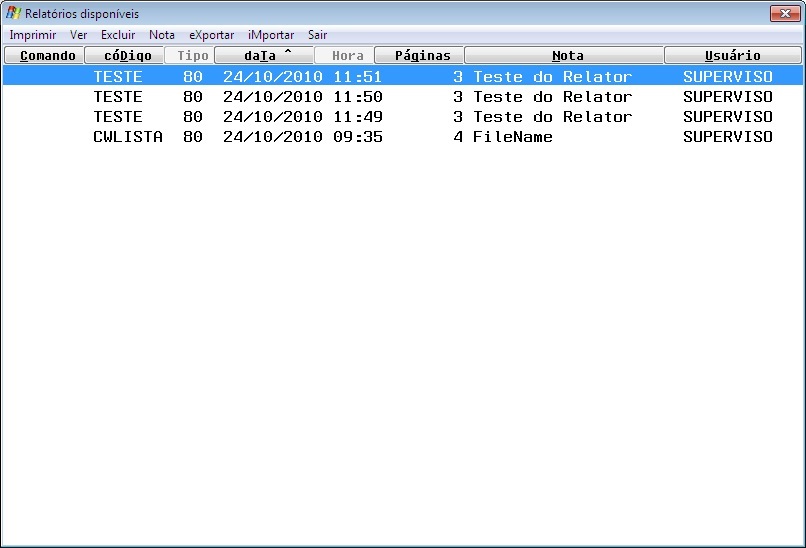 Relatórios disponíveis
Imprimir Ver Excluir Nota eXportar iMportar Sair
Comando cóDigo Tipo daTa ^ Hora Páginas Nota Usuário
TESTE 80 24/10/2010 11:51 3 Teste do Relator SUPERVISO
TESTE 80 24/10/2010 11:50 3 Teste do Relator SUPERVISO
TESTE 80 24/10/2010 11:49 3 Teste do Relator SUPERVISO
CWLISTA 80 24/10/2010 09:35 4 FileName SUPERVISO